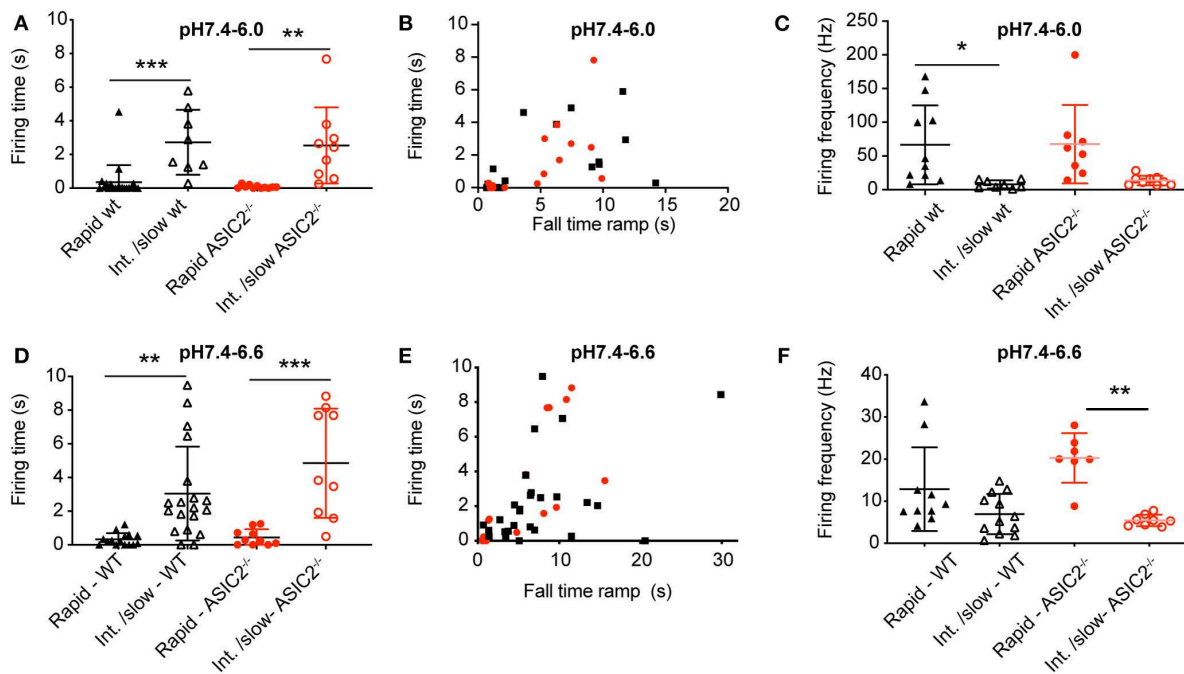 A
pH7.4-6.0
Firing time (s)
10
8
6
4
2
0
***
**
Rapid wt
Int. /slow wt
Rapid ASIC2-/-
Int. /slow ASIC2-/-
B
pH7.4-6.0
Firing time (s)
10
8
6
4
2
0
0 5 10 15 20
Fall time ramp (s)
C
pH7.4-6.0
Firing frequency (Hz)
250
200
150
100
50
0
*
Rapid wt
Int. /slow wt
Rapid ASIC2-/-
Int. /slow ASIC2-/-
D
pH7.4-6.6
Firing time (s)
10
8
6
4
2
0
**
***
Rapid - WT
Int. /slow - WT
Rapid - ASIC2-/-
Int. /slow- ASIC2-/-
E
pH7.4-6.6
Firing time (s)
10
8
6
4
2
0
0 10 20 30
Fall time ramp (s)
F
pH7.4-6.6
Firing frequency (Hz)
40
30
20
10
0
**
Rapid - WT
Int. /slow - WT
Rapid - ASIC2-/-
Int. /slow- ASIC2-/-